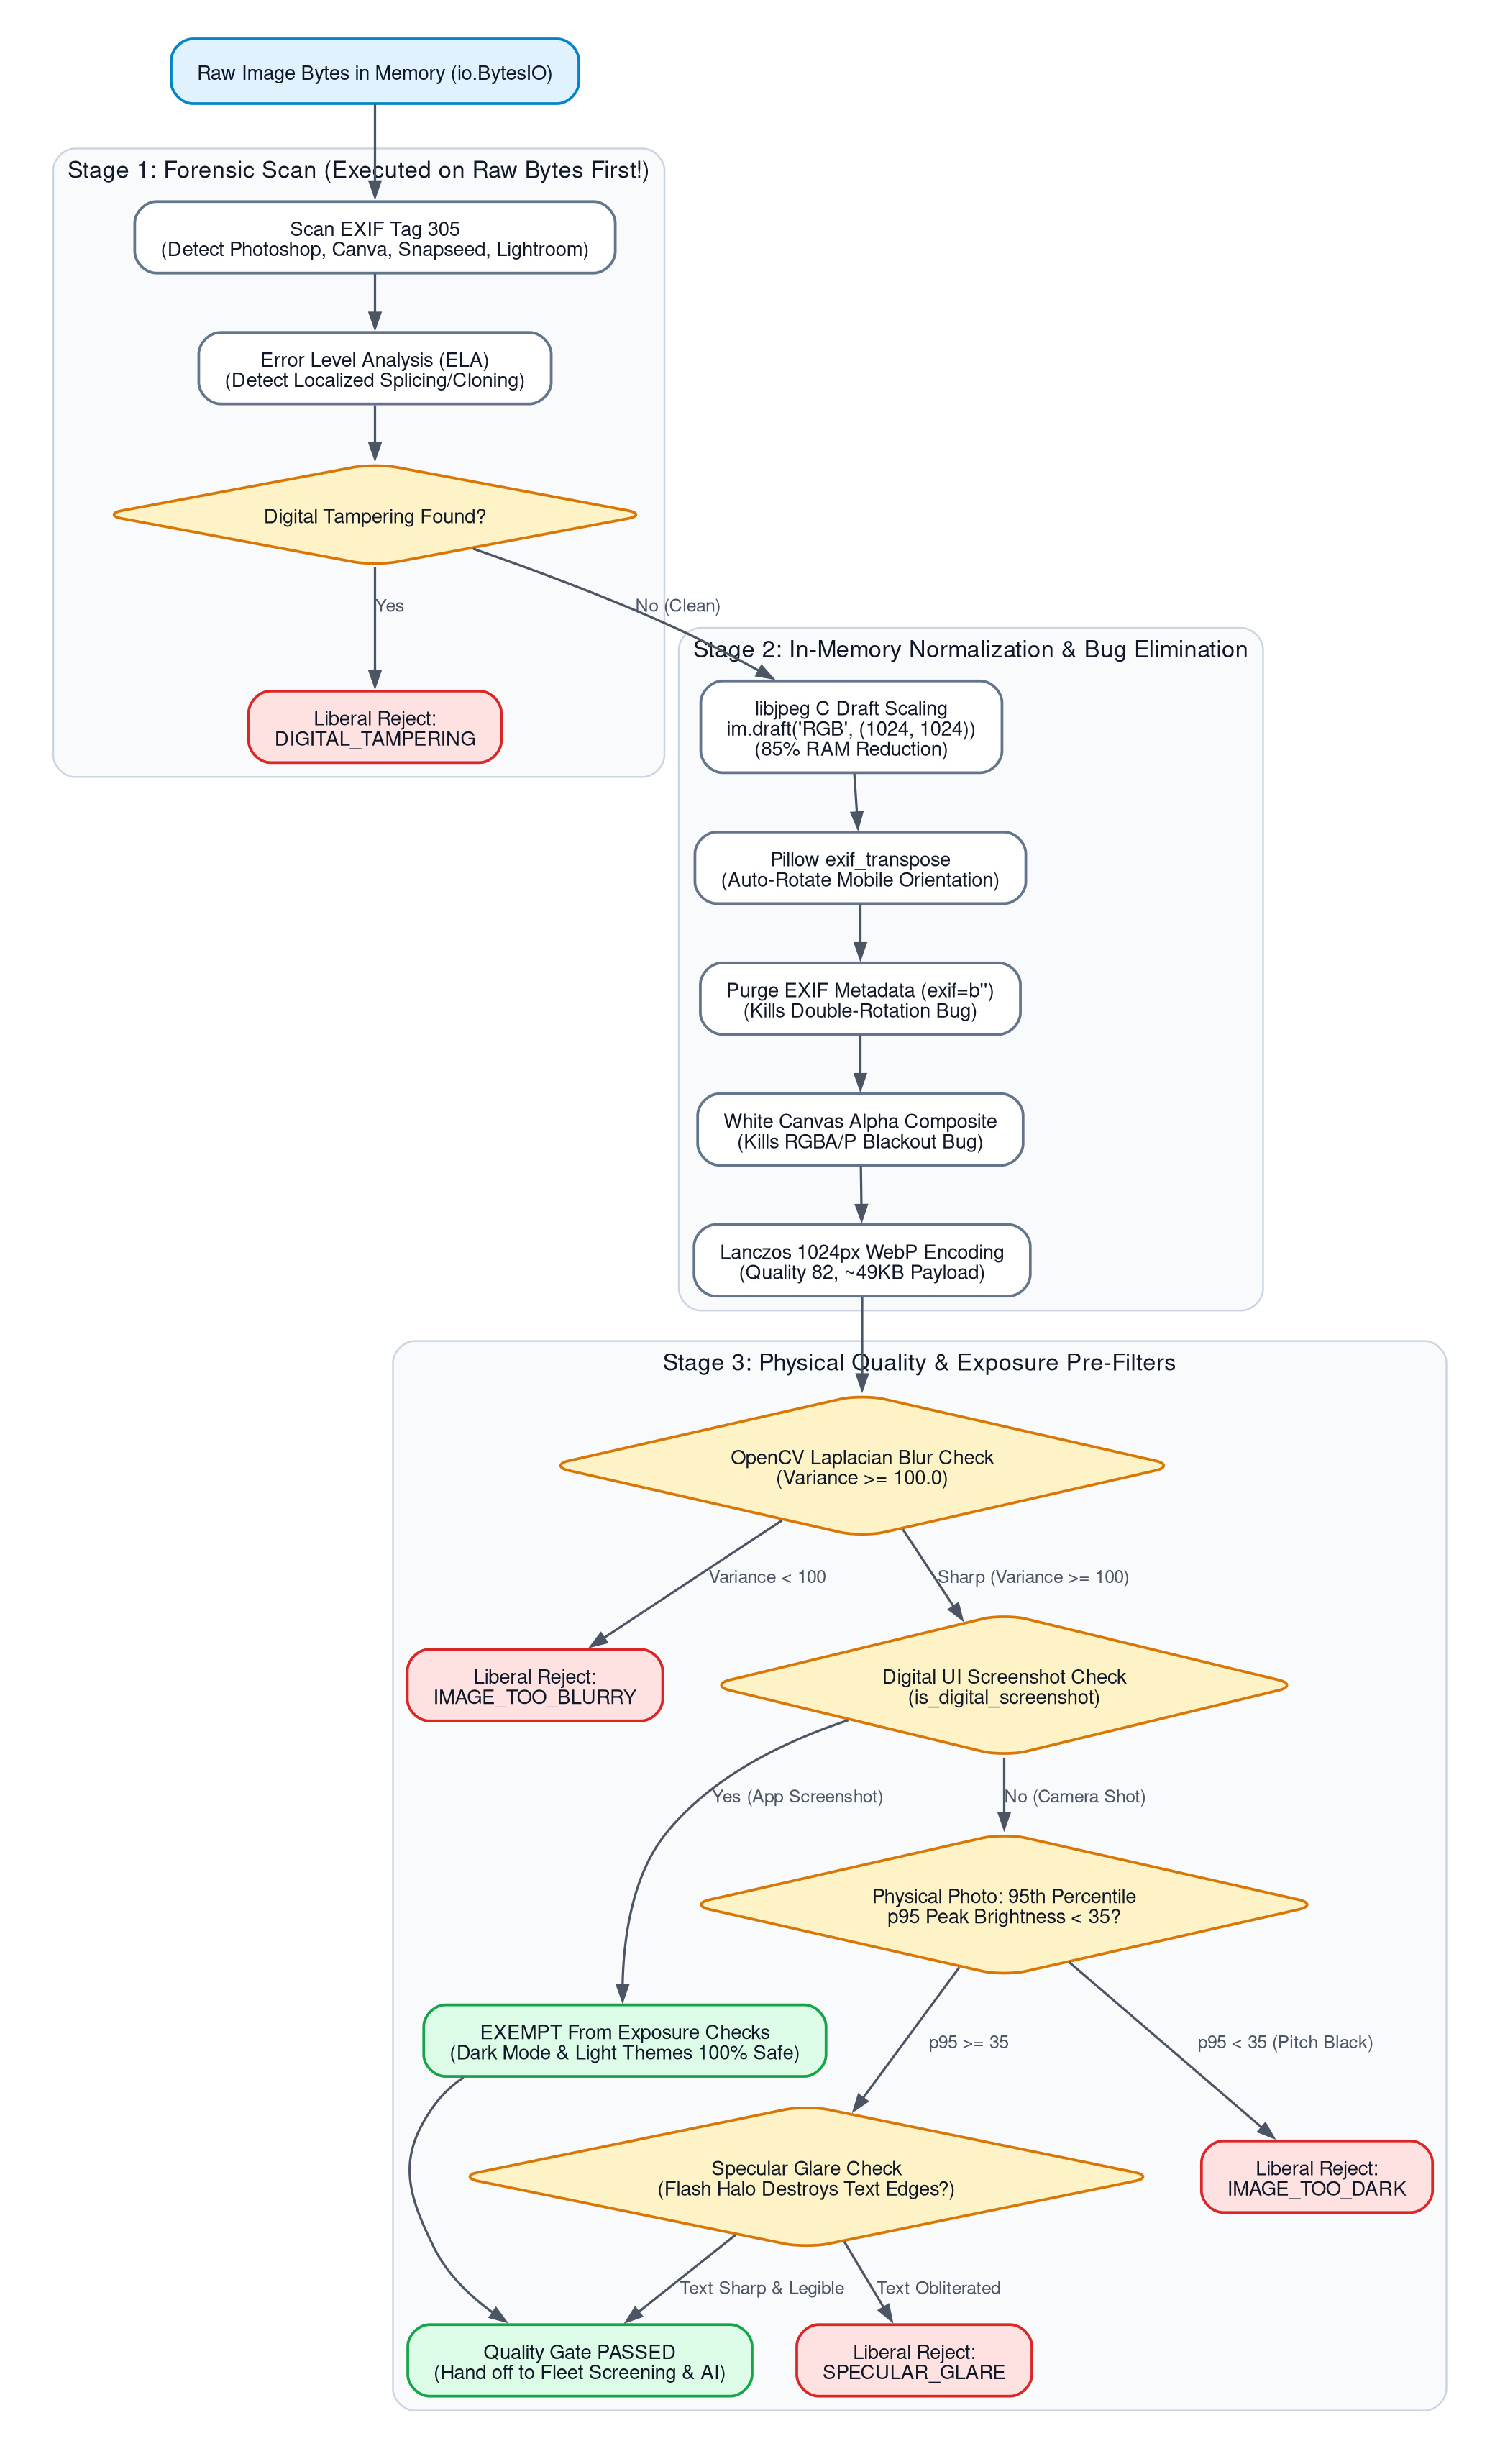 Raw Image Bytes in Memory (io.BytesIO)
Stage 1: Forensic Scan (Executed on Raw Bytes First!)
Scan EXIF Tag 305
(Detect Photoshop, Canva, Snapseed, Lightroom)
Error Level Analysis (ELA)
(Detect Localized Splicing/Cloning)
Digital Tampering Found?
Yes
No (Clean)
Liberal Reject:
DIGITAL_TAMPERING
Stage 2: In-Memory Normalization & Bug Elimination
libjpeg C Draft Scaling
im.draft('RGB', (1024, 1024))
(85% RAM Reduction)
Pillow exif_transpose
(Auto-Rotate Mobile Orientation)
Purge EXIF Metadata (exif=b'')
(Kills Double-Rotation Bug)
White Canvas Alpha Composite
(Kills RGBA/P Blackout Bug)
Lanczos 1024px WebP Encoding
(Quality 82, ~49KB Payload)
Stage 3: Physical Quality & Exposure Pre-Filters
OpenCV Laplacian Blur Check
(Variance >= 100.0)
Variance < 100
Sharp (Variance >= 100)
Liberal Reject:
IMAGE_TOO_BLURRY
Digital UI Screenshot Check
(is_digital_screenshot)
Yes (App Screenshot)
No (Camera Shot)
Physical Photo: 95th Percentile
p95 Peak Brightness < 35?
EXEMPT From Exposure Checks
(Dark Mode & Light Themes 100% Safe)
p95 >= 35
p95 < 35 (Pitch Black)
Specular Glare Check
(Flash Halo Destroys Text Edges?)
Liberal Reject:
IMAGE_TOO_DARK
Text Sharp & Legible
Text Obliterated
Quality Gate PASSED
(Hand off to Fleet Screening & AI)
Liberal Reject:
SPECULAR_GLARE